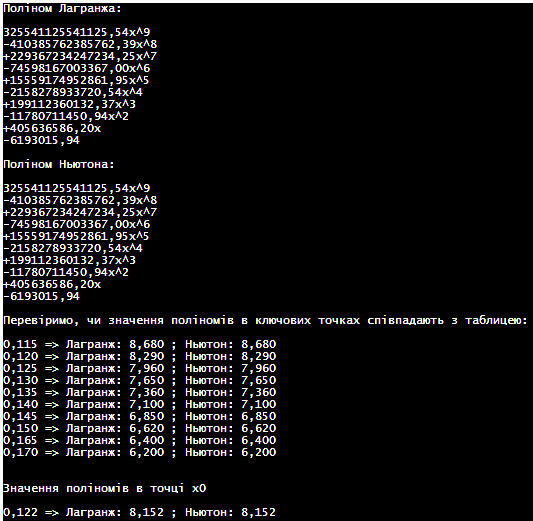 Поліном Лагранжа:
325541125541125,54x^9
-410385762385762,39x^8
+229367234247234,25x^7
-74598167003367,00x^6
+15559174952861,95x^5
-2158278933720,54x^4
+199112360132,37x^3
-11780711450,94x^2
+405636586,20x
-6193015,94
Поліном Ньютона:
325541125541125,54x^9
-410385762385762,39x^8
+229367234247234,25x^7
-74598167003367,00x^6
+15559174952861,95x^5
-2158278933720,54x^4
+199112360132,37x^3
-11780711450,94x^2
+405636586,20x
-6193015,94
Перевіримо, чи значення поліномів в ключових точках співпадають з таблицею:
0,115 => Лагранж: 8,680 ; Ньютон: 8,680
0,120 => Лагранж: 8,290 ; Ньютон: 8,290
0,125 => Лагранж: 7,960 ; Ньютон: 7,960
0,130 => Лагранж: 7,650 ; Ньютон: 7,650
0,135 => Лагранж: 7,360 ; Ньютон: 7,360
0,140 => Лагранж: 7,100 ; Ньютон: 7,100
0,145 => Лагранж: 6,850 ; Ньютон: 6,850
0,150 => Лагранж: 6,620 ; Ньютон: 6,620
0,165 => Лагранж: 6,400 ; Ньютон: 6,400
0,170 => Лагранж: 6,200 ; Ньютон: 6,200
Значення поліномів в точці x0
0,122 => Лагранж: 8,152 ; Ньютон: 8,152